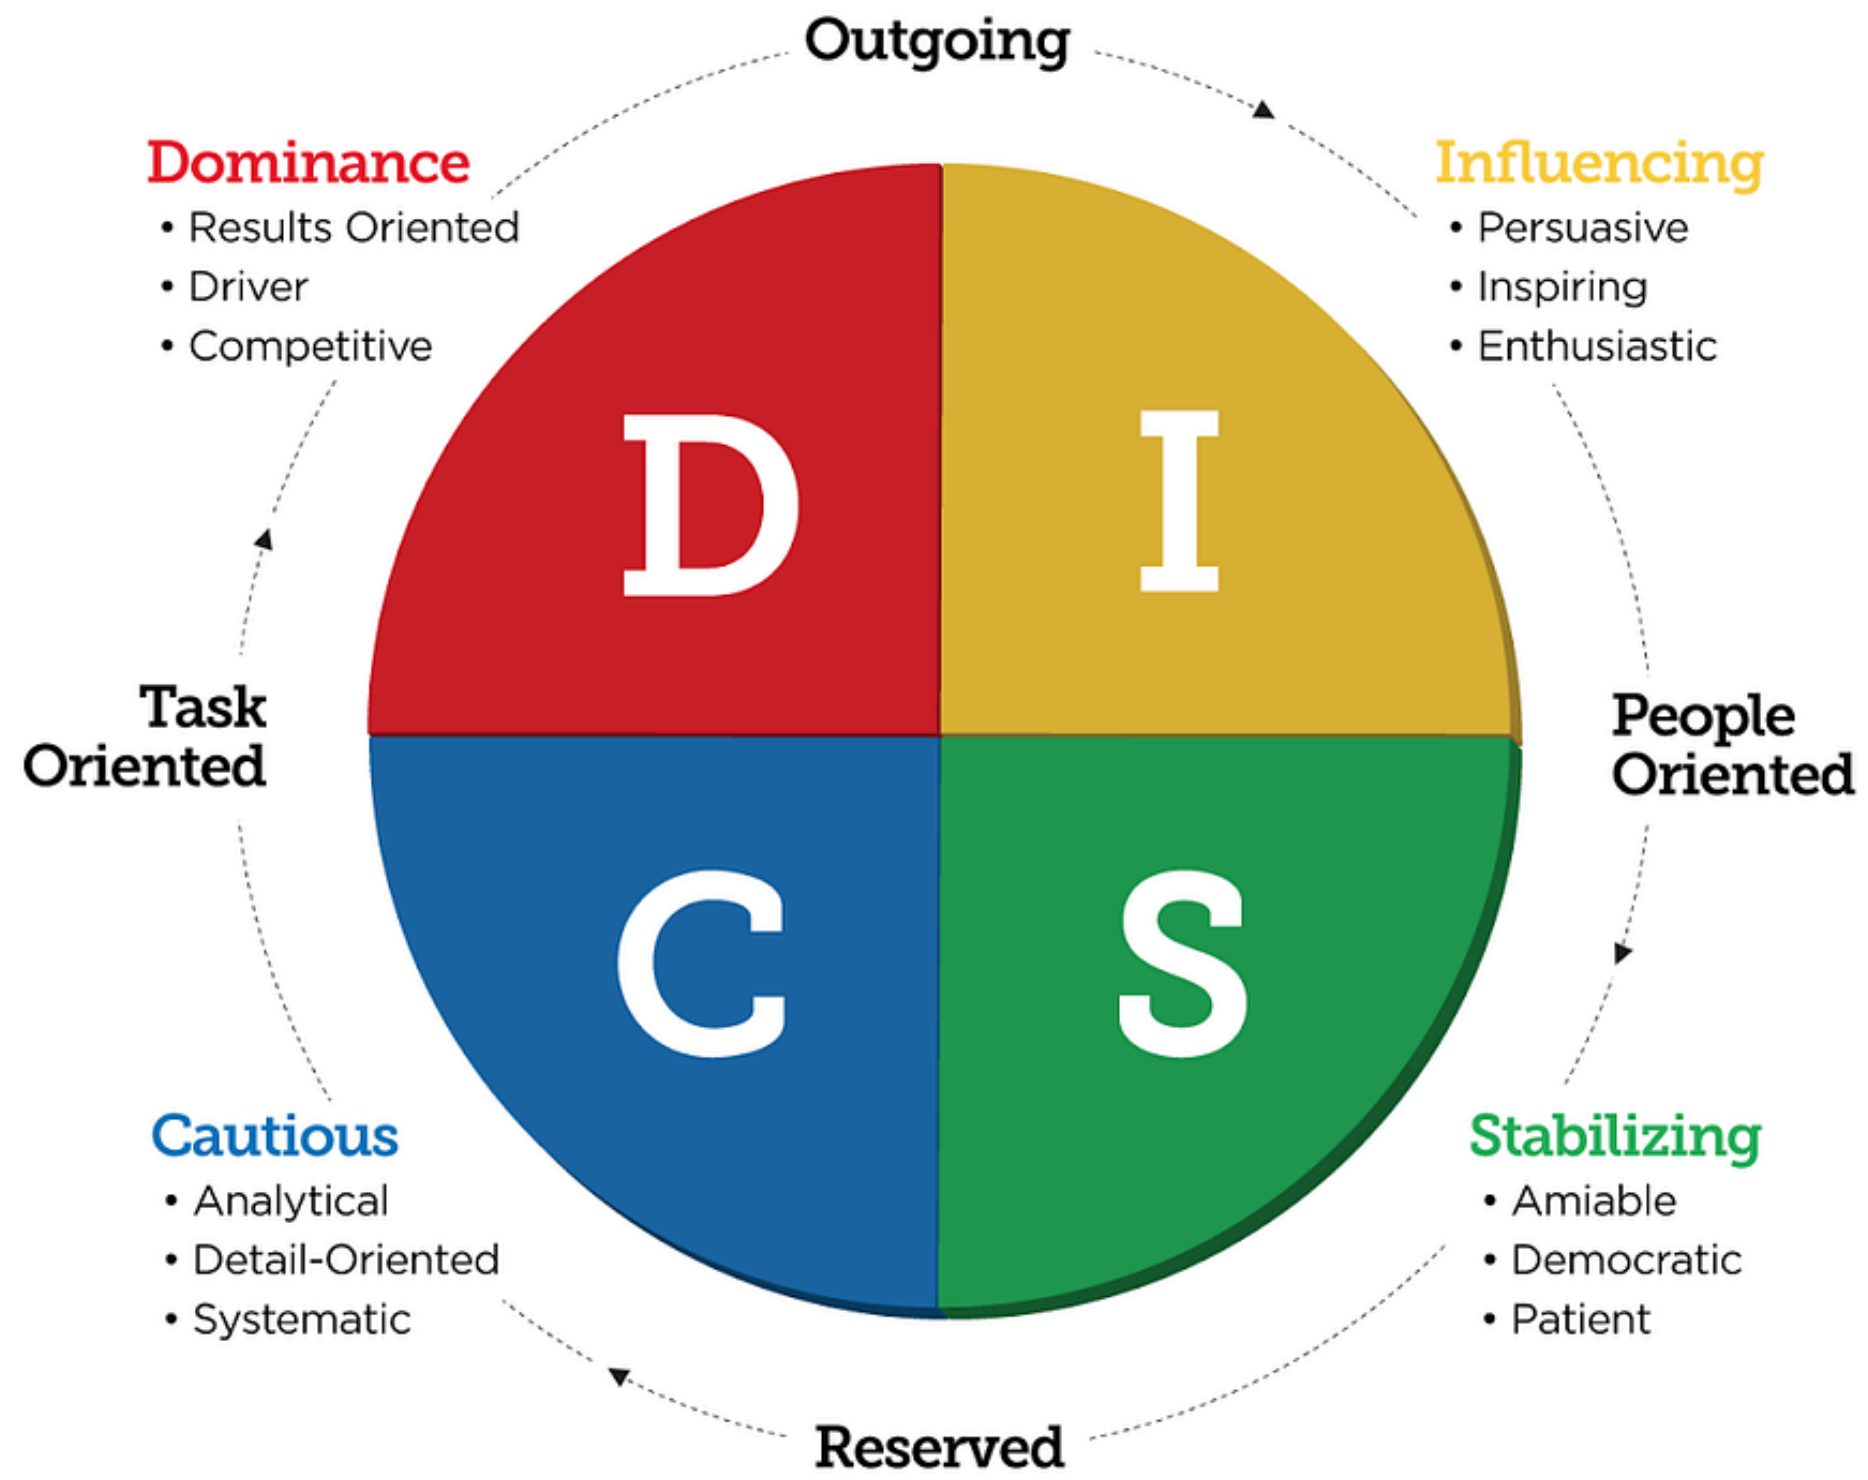 Outgoing
Dominance
• Results Oriented
• Driver
• Competitive
Influencing
• Persuasive
• Inspiring
• Enthusiastic
D
I
Task
Oriented
People
Oriented
C
S
Cautious
• Analytical
• Detail-Oriented
• Systematic
Stabilizing
• Amiable
• Democratic
• Patient
Reserved